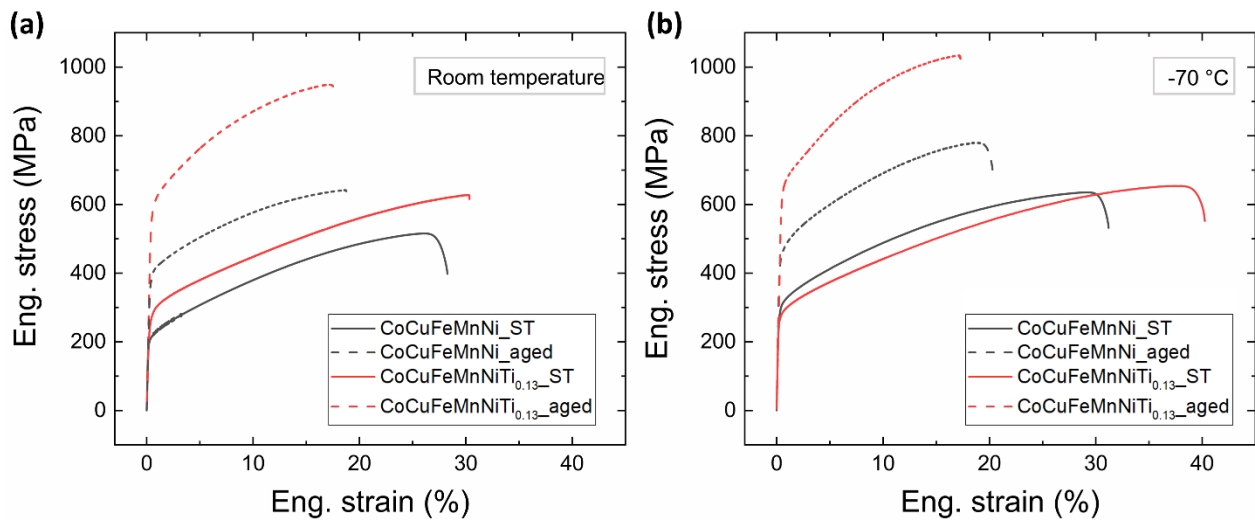 (a)
Eng. stress (MPa)
1000
800
600
400
200
0
Room temperature
CoCuFeMnNi_ST
CoCuFeMnNi_aged
CoCuFeMnNiTi0.13_ST
CoCuFeMnNiTi0.13_aged
0 10 20 30 40
Eng. strain (%)
(b)
Eng. stress (MPa)
1000
800
600
400
200
0
-70 °C
CoCuFeMnNi_ST
CoCuFeMnNi_aged
CoCuFeMnNiTi0.13_ST
CoCuFeMnNiTi0.13_aged
0 10 20 30 40
Eng. strain (%)